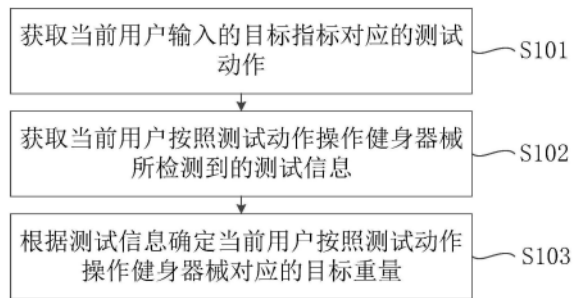 获取当前用户输入的目标指标对应的测试
动作
S101
获取当前用户按照测试动作操作健身器械
所检测到的测试信息
S102
根据测试信息确定当前用户按照测试动作
操作健身器械对应的目标重量
S103